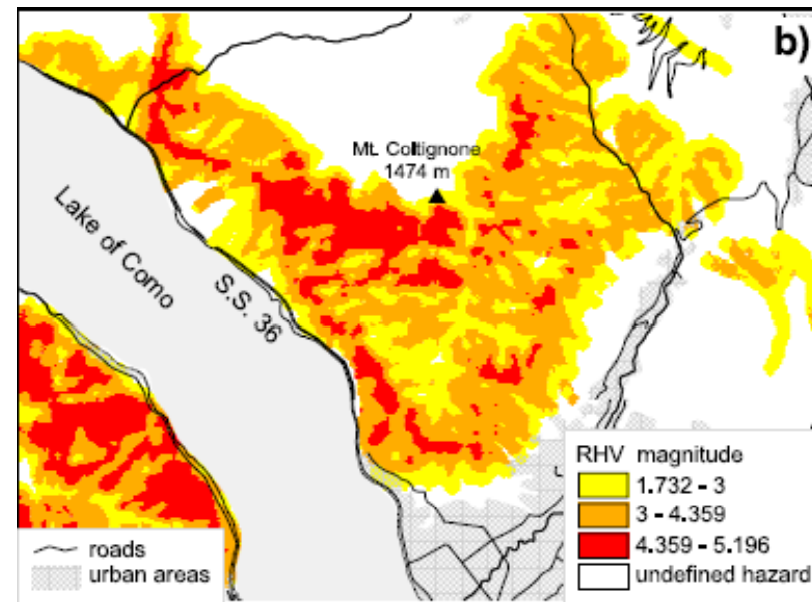 b)
Mt. Coltignone
1474 m
Lake of Como
S.S. 36
RHV magnitude
1.732 - 3
3 - 4.359
4.359 - 5.196
undefined hazard
roads
urban areas